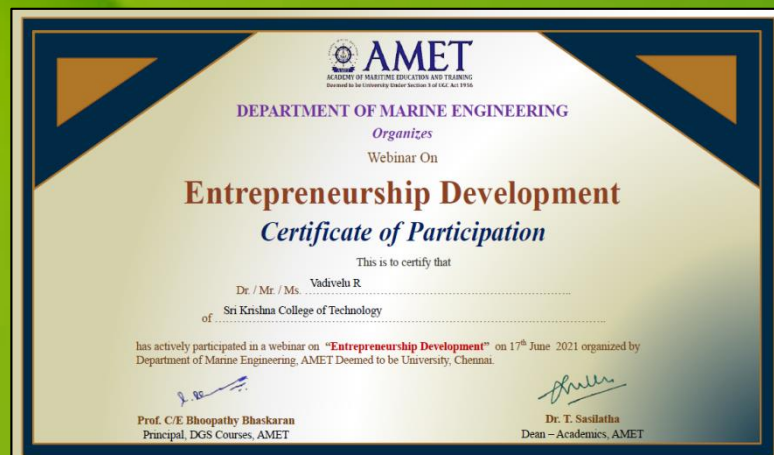 AMET
ACADEMY OF MARITIME EDUCATION AND TRAINING
Deemed to be University Under Section 3 of UGC Act 1956
DEPARTMENT OF MARINE ENGINEERING
Organizes
Webinar On
Entrepreneurship Development
Certificate of Participation
This is to certify that
Dr. / Mr. / Ms. Vadivelu R
of Sri Krishna College of Technology
has actively participated in a webinar on "Entrepreneurship Development" on 17th June 2021 organized by
Department of Marine Engineering, AMET Deemed to be University, Chennai.
Prof. C/E Bhoopathy Bhaskaran
Principal, DGS Courses, AMET
Dr. T. Sasilatha
Dean – Academics, AMET